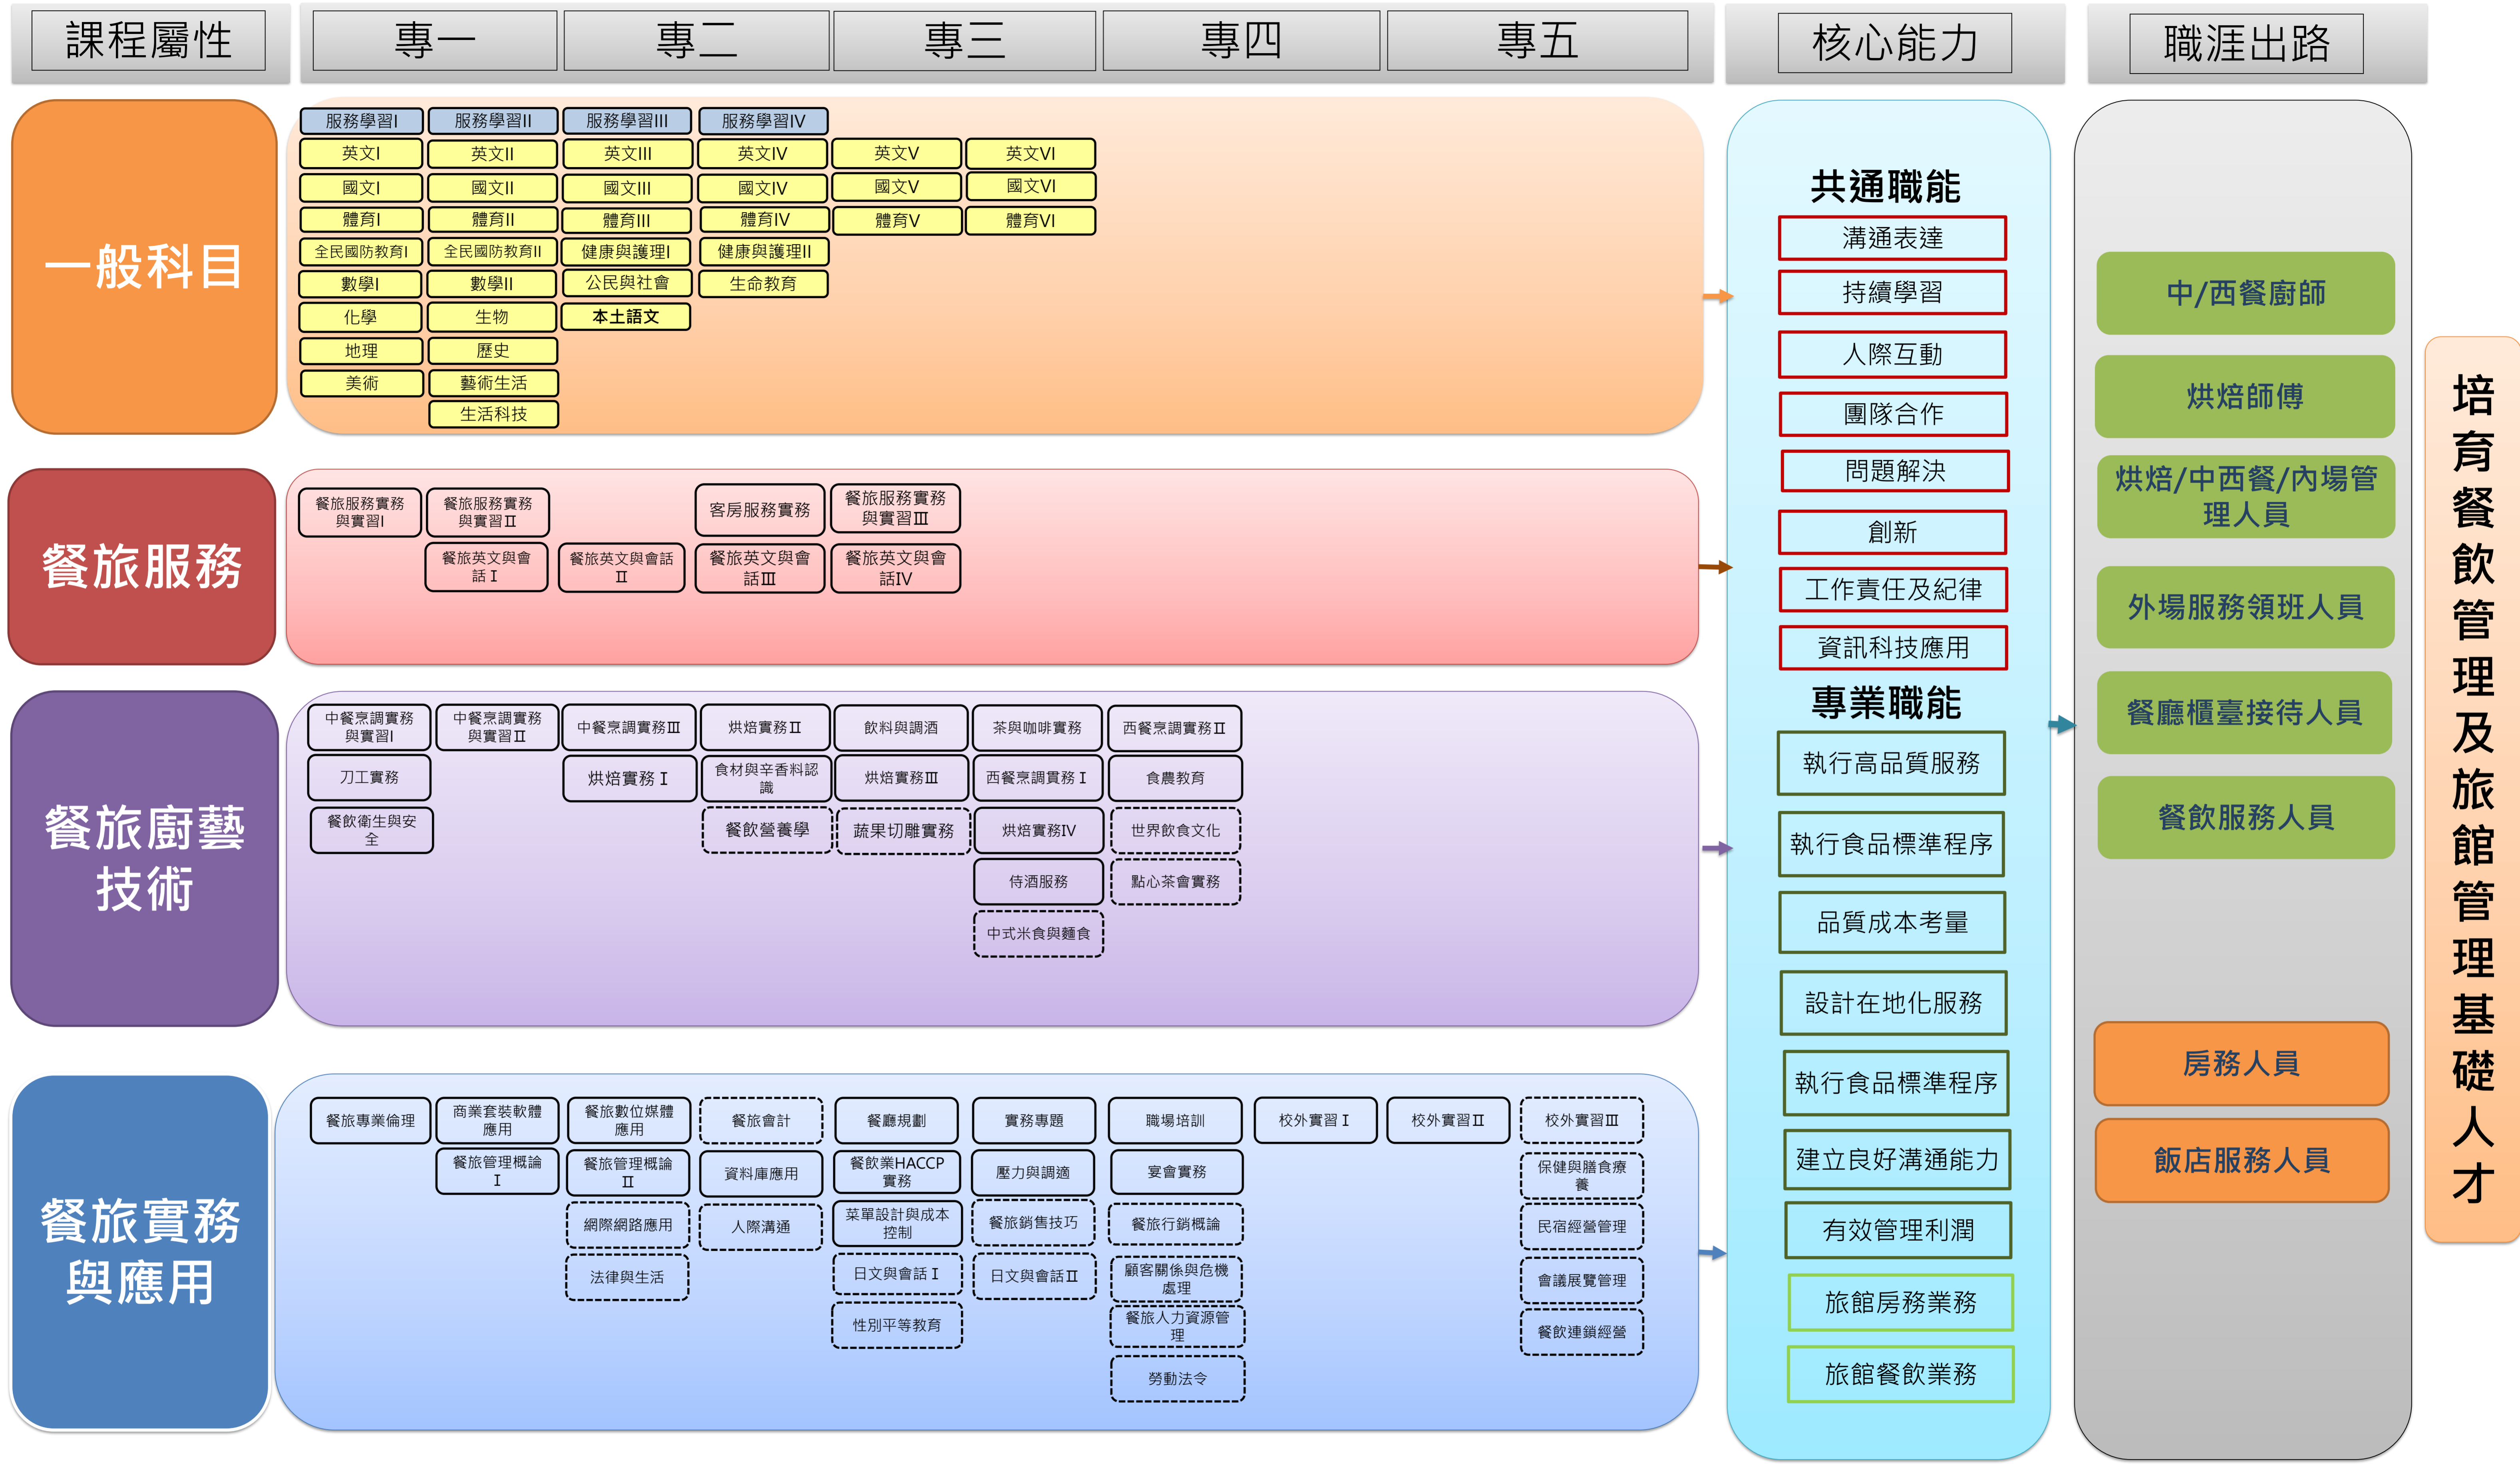 課程屬性
專一
專二
專三
專四
專五
核心能力
職涯出路
一般科目
服務學習I
服務學習II
服務學習III
服務學習IV
英文I
英文II
英文III
英文IV
英文V
英文VI
國文I
國文II
國文III
國文IV
國文V
國文VI
體育I
體育II
體育III
體育IV
體育V
體育VI
全民國防教育I
全民國防教育II
健康與護理I
健康與護理II
數學I
數學II
公民與社會
生命教育
化學
生物
本土語文
地理
歷史
美術
藝術生活
生活科技
餐旅服務
餐旅服務實務
與實習I
餐旅服務實務
與實習Ⅱ
客房服務實務
餐旅服務實務
與實習Ⅲ
餐旅英文與會
話Ⅰ
餐旅英文與會話
Ⅱ
餐旅英文與會
話Ⅲ
餐旅英文與會
話IV
餐旅廚藝
技術
中餐烹調實務
與實習I
中餐烹調實務
與實習Ⅱ
中餐烹調實務Ⅲ
烘焙實務Ⅱ
飲料與調酒
茶與咖啡實務
西餐烹調實務Ⅱ
刀工實務
烘焙實務Ⅰ
食材與辛香料認
識
烘焙實務Ⅲ
西餐烹調實務Ⅰ
食農教育
餐飲衛生與安
全
餐飲營養學
蔬果切雕實務
烘焙實務IV
世界飲食文化
侍酒服務
點心茶會實務
中式米食與麵食
餐旅實務
與應用
餐旅專業倫理
商業套裝軟體
應用
餐旅數位媒體
應用
餐旅會計
餐廳規劃
實務專題
職場培訓
校外實習Ⅰ
校外實習Ⅱ
校外實習Ⅲ
餐旅管理概論
Ⅰ
餐旅管理概論
Ⅱ
資料庫應用
餐飲業HACCP
實務
壓力與調適
宴會實務
保健與膳食療
養
網際網路應用
人際溝通
菜單設計與成本
控制
餐旅銷售技巧
餐旅行銷概論
民宿經營管理
法律與生活
日文與會話Ⅰ
日文與會話Ⅱ
顧客關係與危機
處理
會議展覽管理
性別平等教育
餐旅人力資源管
理
餐飲連鎖經營
勞動法令
共通職能
溝通表達
持續學習
人際互動
團隊合作
問題解決
創新
工作責任及紀律
資訊科技應用
專業職能
執行高品質服務
執行食品標準程序
品質成本考量
設計在地化服務
執行食品標準程序
建立良好溝通能力
有效管理利潤
旅館房務業務
旅館餐飲業務
中/西餐廚師
烘焙師傅
烘焙/中西餐/內場管
理人員
外場服務領班人員
餐廳櫃臺接待人員
餐飲服務人員
房務人員
飯店服務人員
培育餐飲管理及旅館管理基礎人才